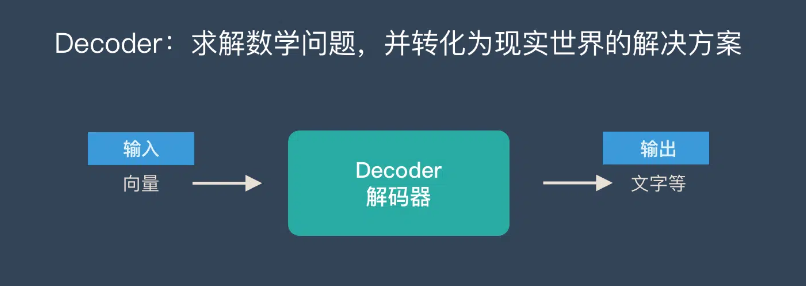 Decoder：求解数学问题，并转化为现实世界的解决方案
输入
向量
Decoder
解码器
输出
文字等